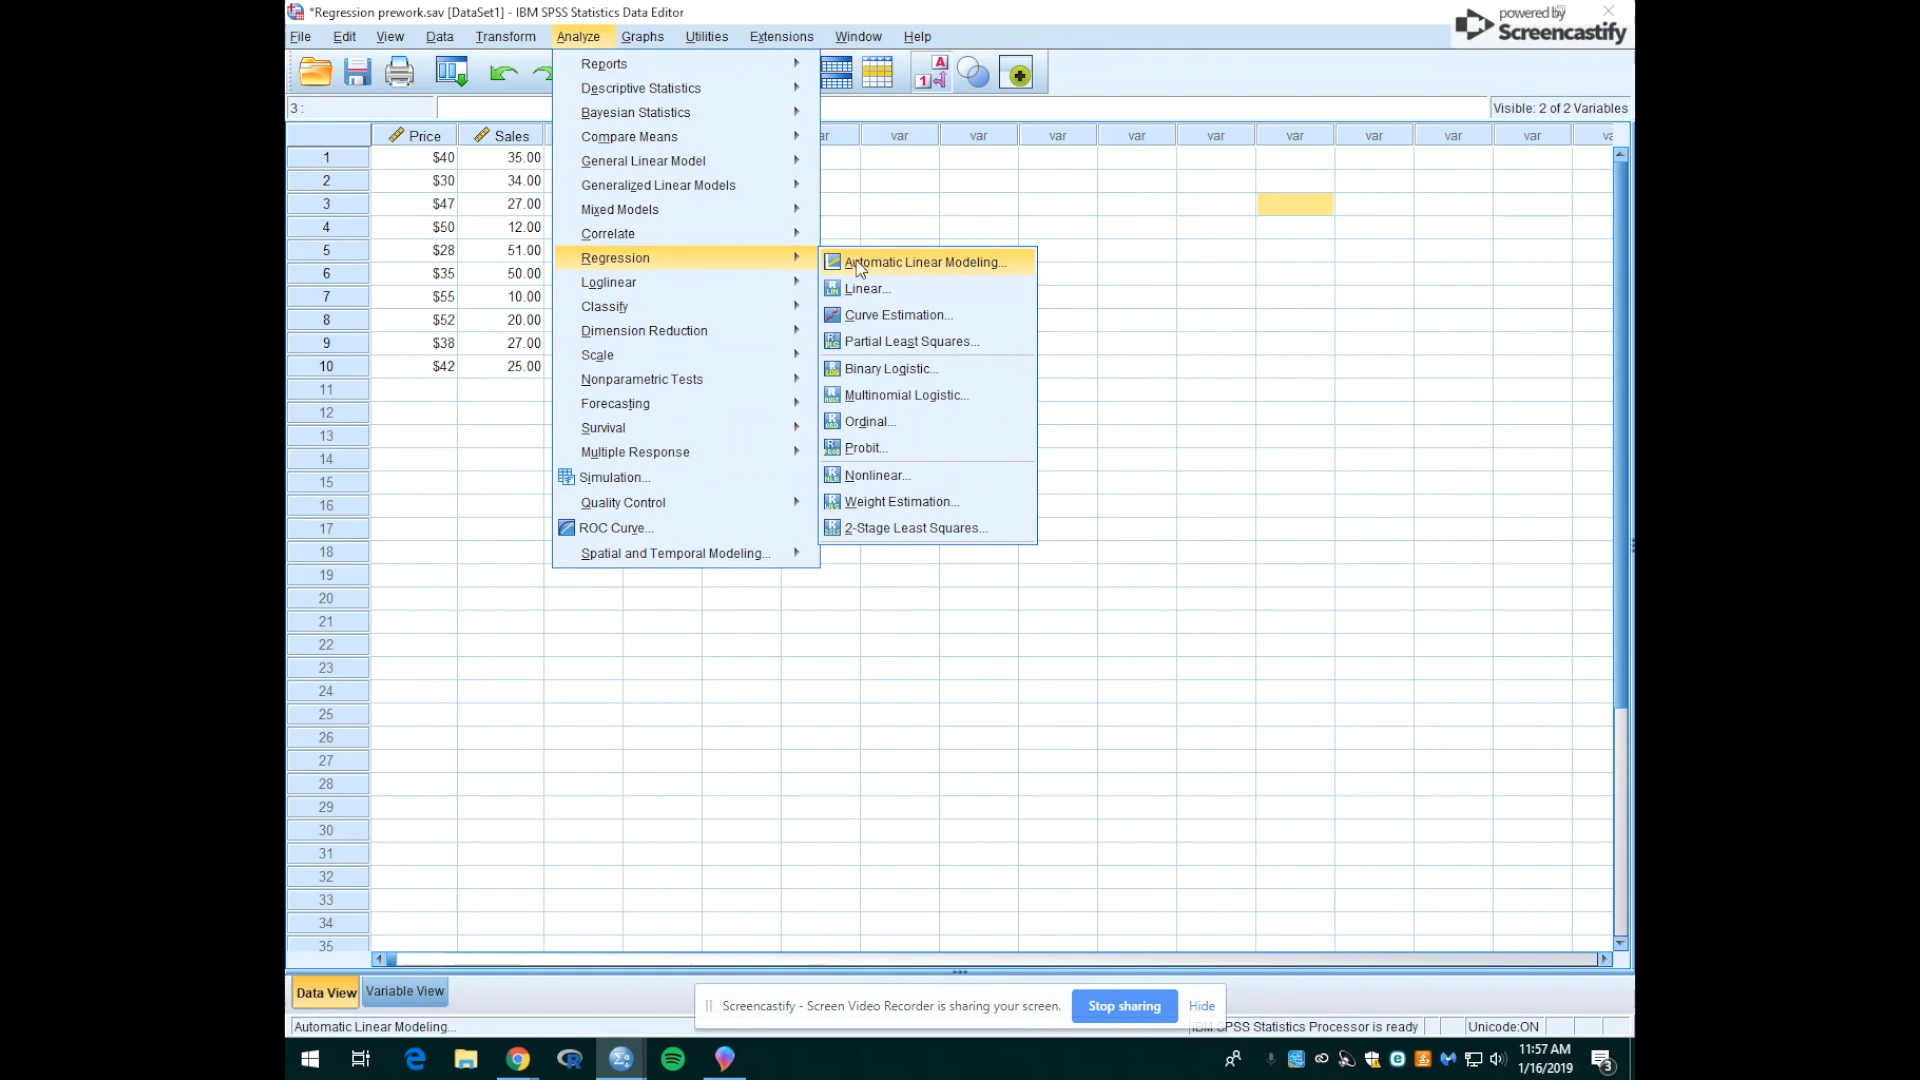 *Regression prework.sav [DataSet1] - IBM SPSS Statistics Data Editor
powered by
Screencastify
File Edit View Data Transform Analyze Graphs Utilities Extensions Window Help
3 :
Visible: 2 of 2 Variables
Price Sales var var var var var var var var var
1 $40 35.00
2 $30 34.00
3 $47 27.00
4 $50 12.00
5 $28 51.00
6 $35 50.00
7 $55 10.00
8 $52 20.00
9 $38 27.00
10 $42 25.00
11
12
13
14
15
16
17
18
19
20
21
22
23
24
25
26
27
28
29
30
31
32
33
34
35
Reports
Descriptive Statistics
Bayesian Statistics
Compare Means
General Linear Model
Generalized Linear Models
Mixed Models
Correlate
Regression
Loglinear
Classify
Dimension Reduction
Scale
Nonparametric Tests
Forecasting
Survival
Multiple Response
Simulation...
Quality Control
ROC Curve...
Spatial and Temporal Modeling...
Automatic Linear Modeling...
Linear...
Curve Estimation...
Partial Least Squares...
Binary Logistic...
Multinomial Logistic...
Ordinal...
Probit...
Nonlinear...
Weight Estimation...
2-Stage Least Squares...
Data View Variable View
Screencastify - Screen Video Recorder is sharing your screen. Stop sharing Hide
Automatic Linear Modeling...
IBM SPSS Statistics Processor is ready
Unicode:ON
11:57 AM
1/16/2019
3